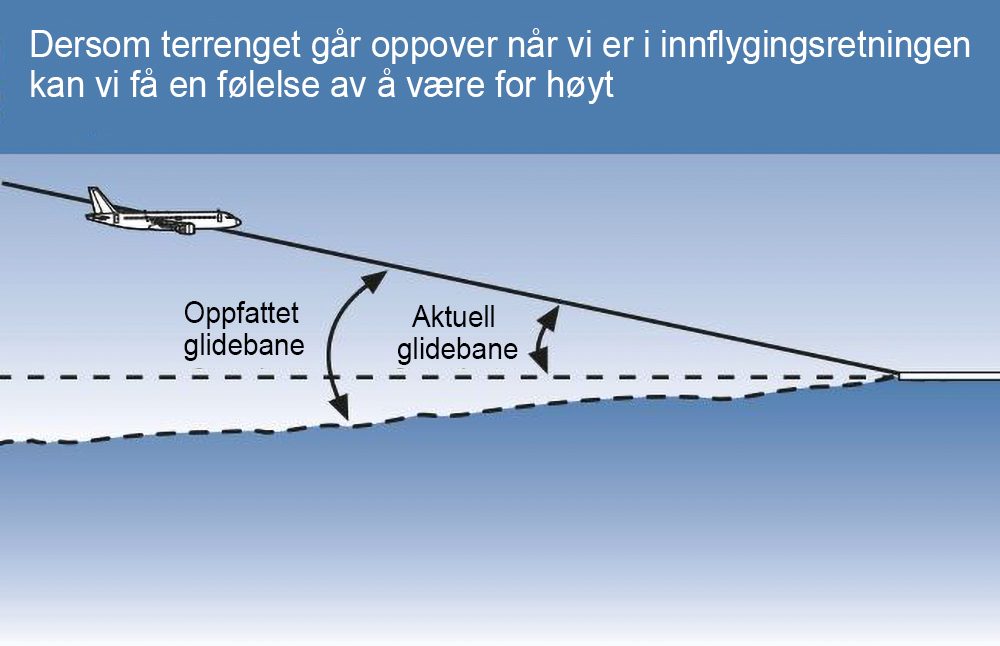 Dersom terrenget går oppover når vi er i innflygingsretningen
kan vi få en følelse av å være for høyt
Oppfattet
glidebane
Aktuell
glidebane